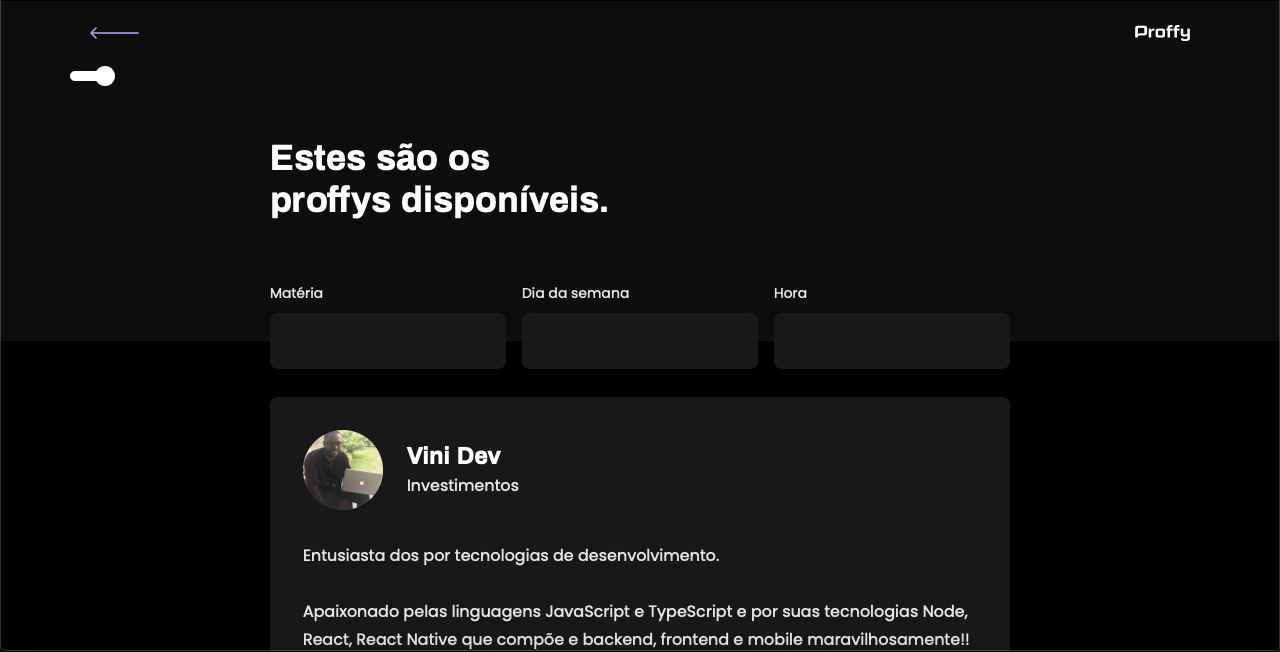 Proffy
Estes são os
proffys disponíveis.
Matéria
Dia da semana
Hora
Vini Dev
Investimentos
Entusiasta dos por tecnologias de desenvolvimento.
Apaixonado pelas linguagens JavaScript e TypeScript e por suas tecnologias Node,
React, React Native que compõe e backend, frontend e mobile maravilhosamente!!